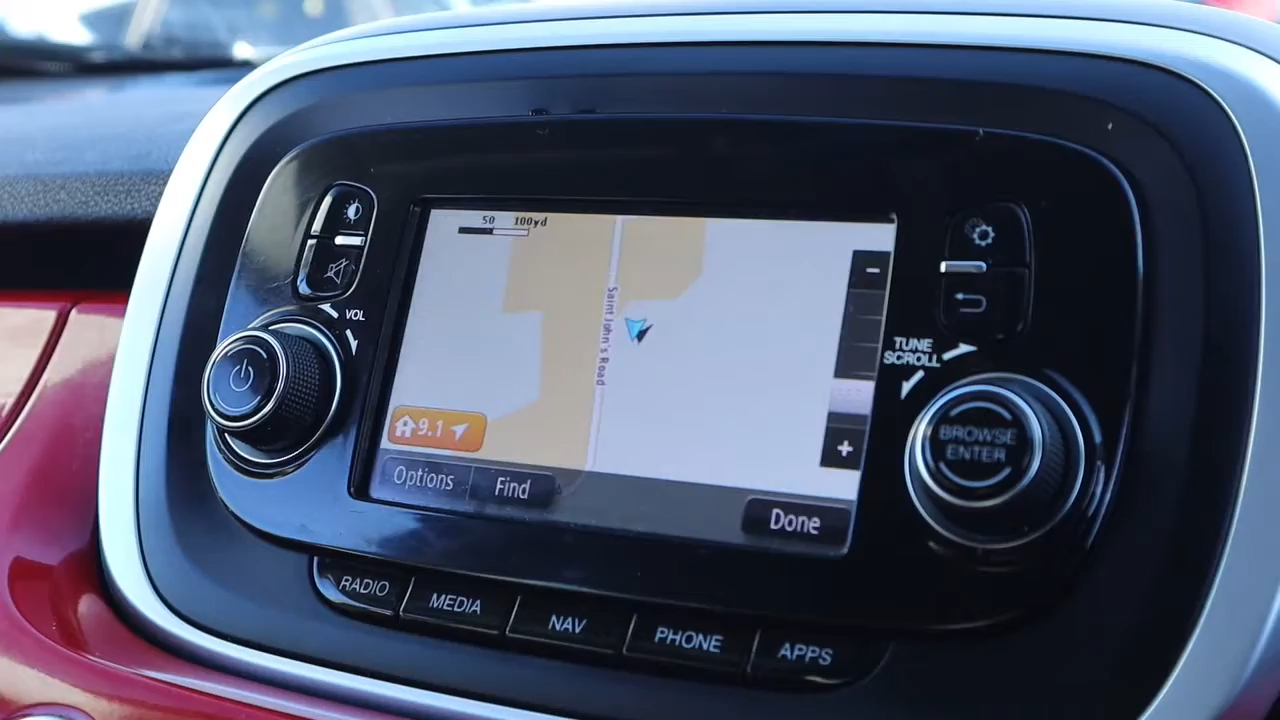 50 100yd
VOL
Saint John's Road
-
TUNE
SCROLL
9.1
+
BROWSE
ENTER
Options
Find
Done
RADIO
MEDIA
NAV
PHONE
APPS